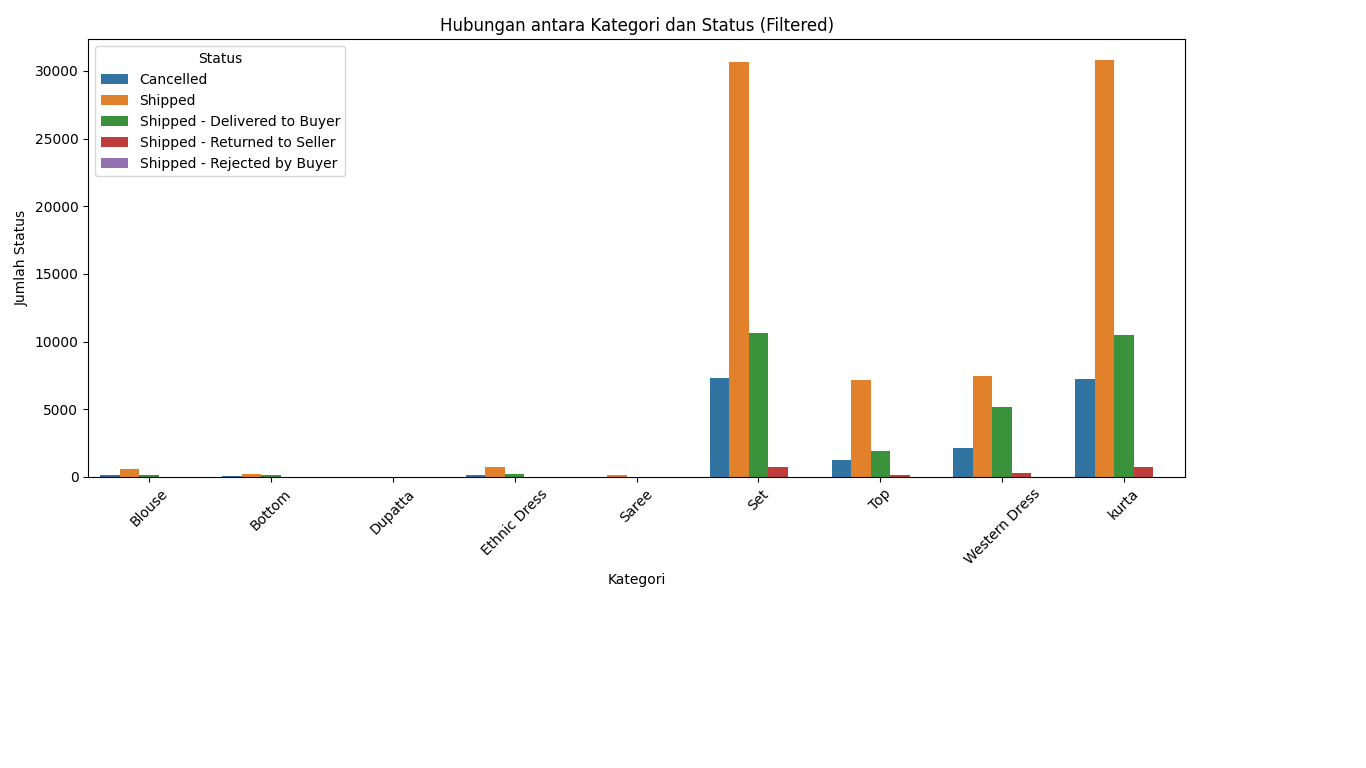 Hubungan antara Kategori dan Status (Filtered)
Status
Cancelled
Shipped
Shipped - Delivered to Buyer
Shipped - Returned to Seller
Shipped - Rejected by Buyer
30000
25000
20000
15000
10000
5000
0
Jumlah Status
Blouse
Bottom
Dupatta
Ethnic Dress
Saree
Set
Top
Western Dress
kurta
Kategori